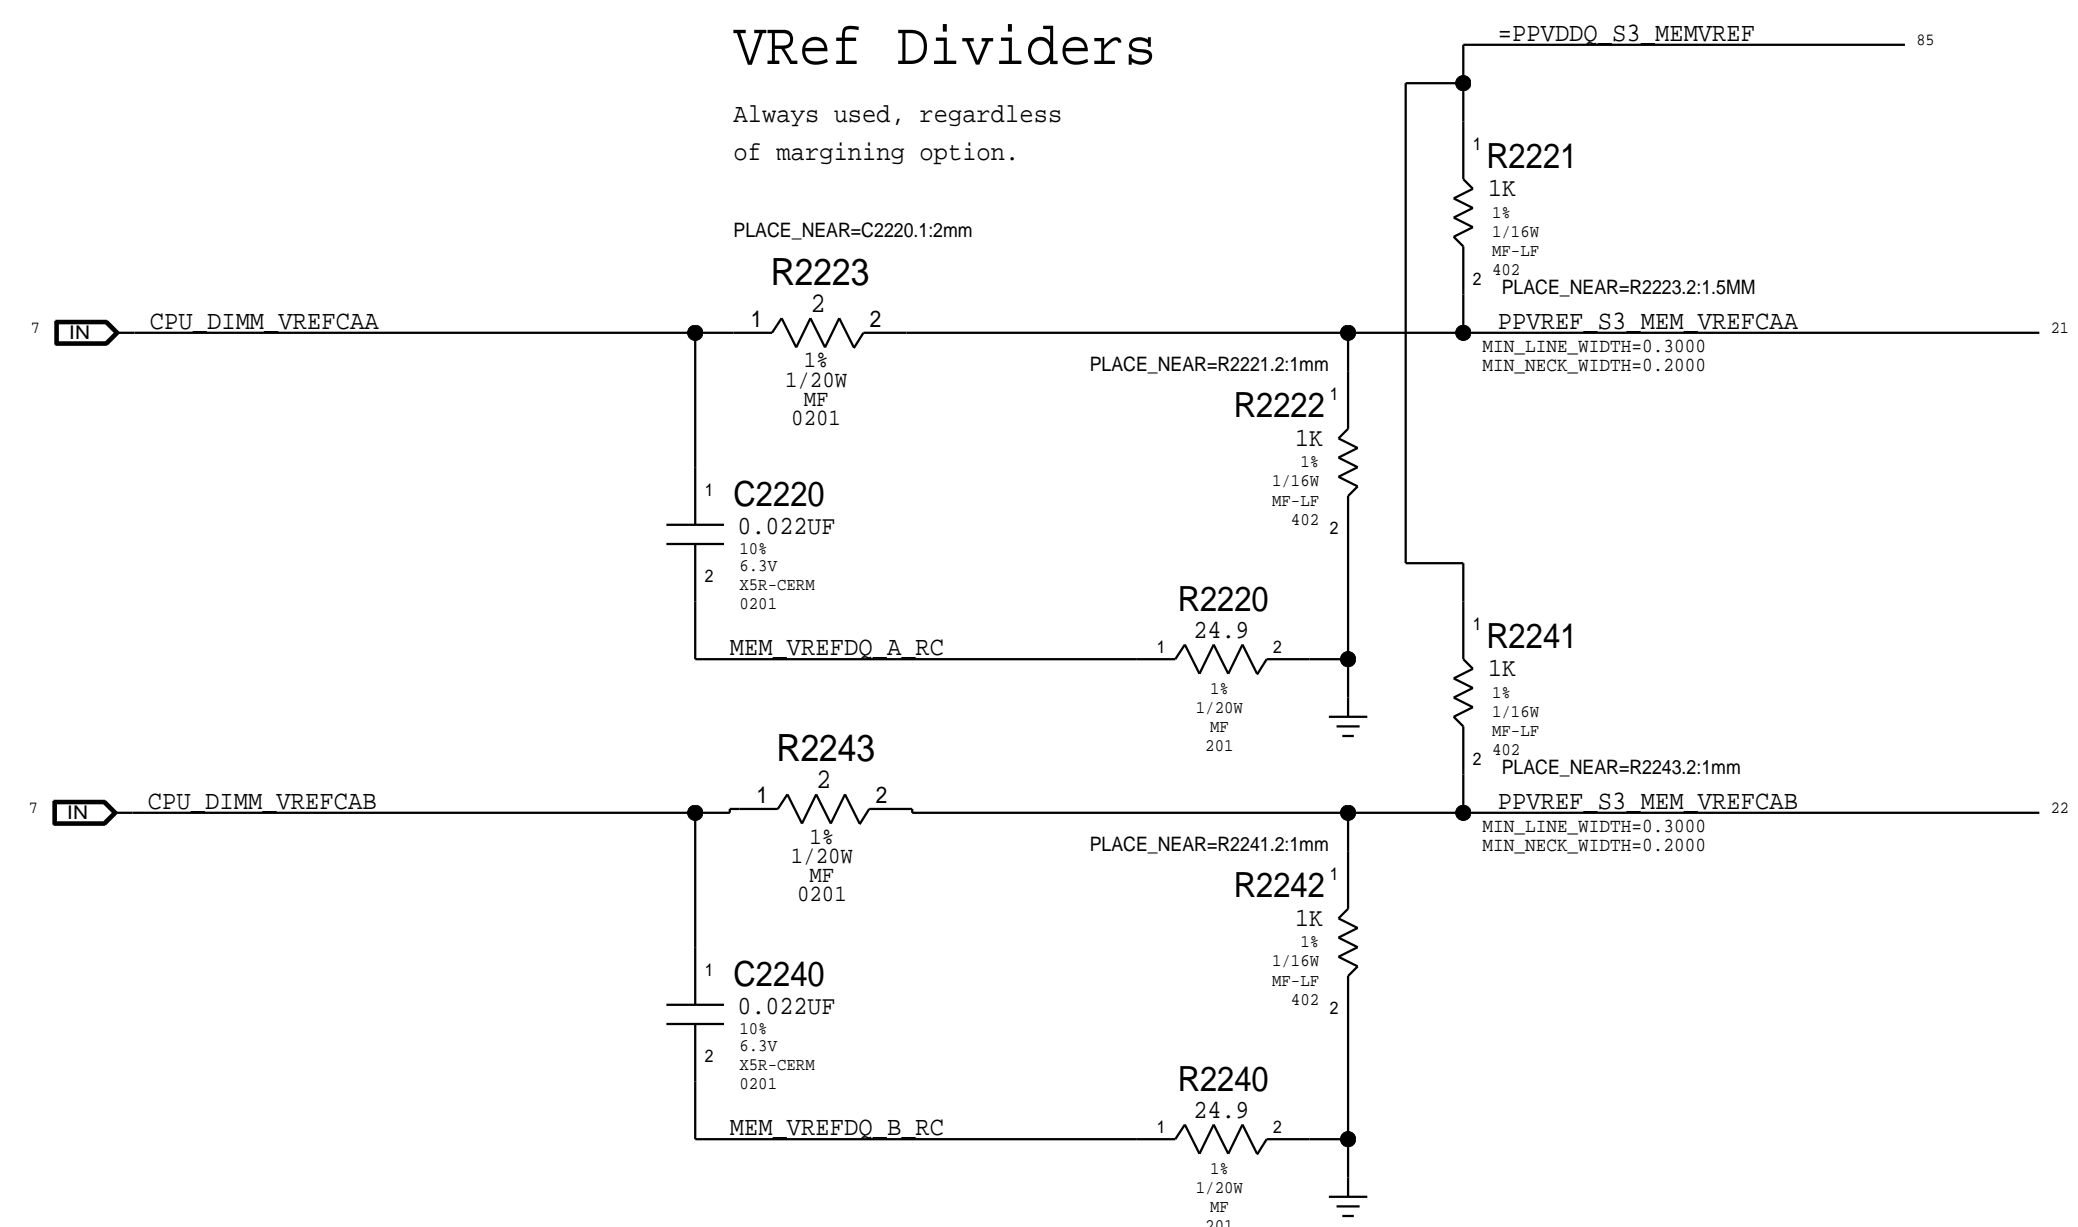 VRef Dividers
Always used, regardless
of margining option.
=PPVDDQ_S3_MEMVREF
85
1
R2221
1K
1%
1/16W
MF-LF
402
2
PLACE_NEAR=R2223.2:1.5MM
PLACE_NEAR=C2220.1:2mm
R2223
2
1
2
1%
1/20W
MF
0201
7
IN
CPU_DIMM_VREFCAA
PPVREF_S3_MEM_VREFCAA
21
MIN_LINE_WIDTH=0.3000
MIN_NECK_WIDTH=0.2000
PLACE_NEAR=R2221.2:1mm
R2222
1
1K
1%
1/16W
MF-LF
402
2
1
C2220
0.022UF
10%
6.3V
X5R-CERM
0201
2
R2220
24.9
1
2
1%
1/20W
MF
201
MEM_VREFDQ_A_RC
1
R2241
1K
1%
1/16W
MF-LF
402
2
PLACE_NEAR=R2243.2:1mm
R2243
2
1
2
1%
1/20W
MF
0201
7
IN
CPU_DIMM_VREFCAB
PPVREF_S3_MEM_VREFCAB
22
MIN_LINE_WIDTH=0.3000
MIN_NECK_WIDTH=0.2000
PLACE_NEAR=R2241.2:1mm
R2242
1
1K
1%
1/16W
MF-LF
402
2
1
C2240
0.022UF
10%
6.3V
X5R-CERM
0201
2
R2240
24.9
1
2
1%
1/20W
MF
201
MEM_VREFDQ_B_RC